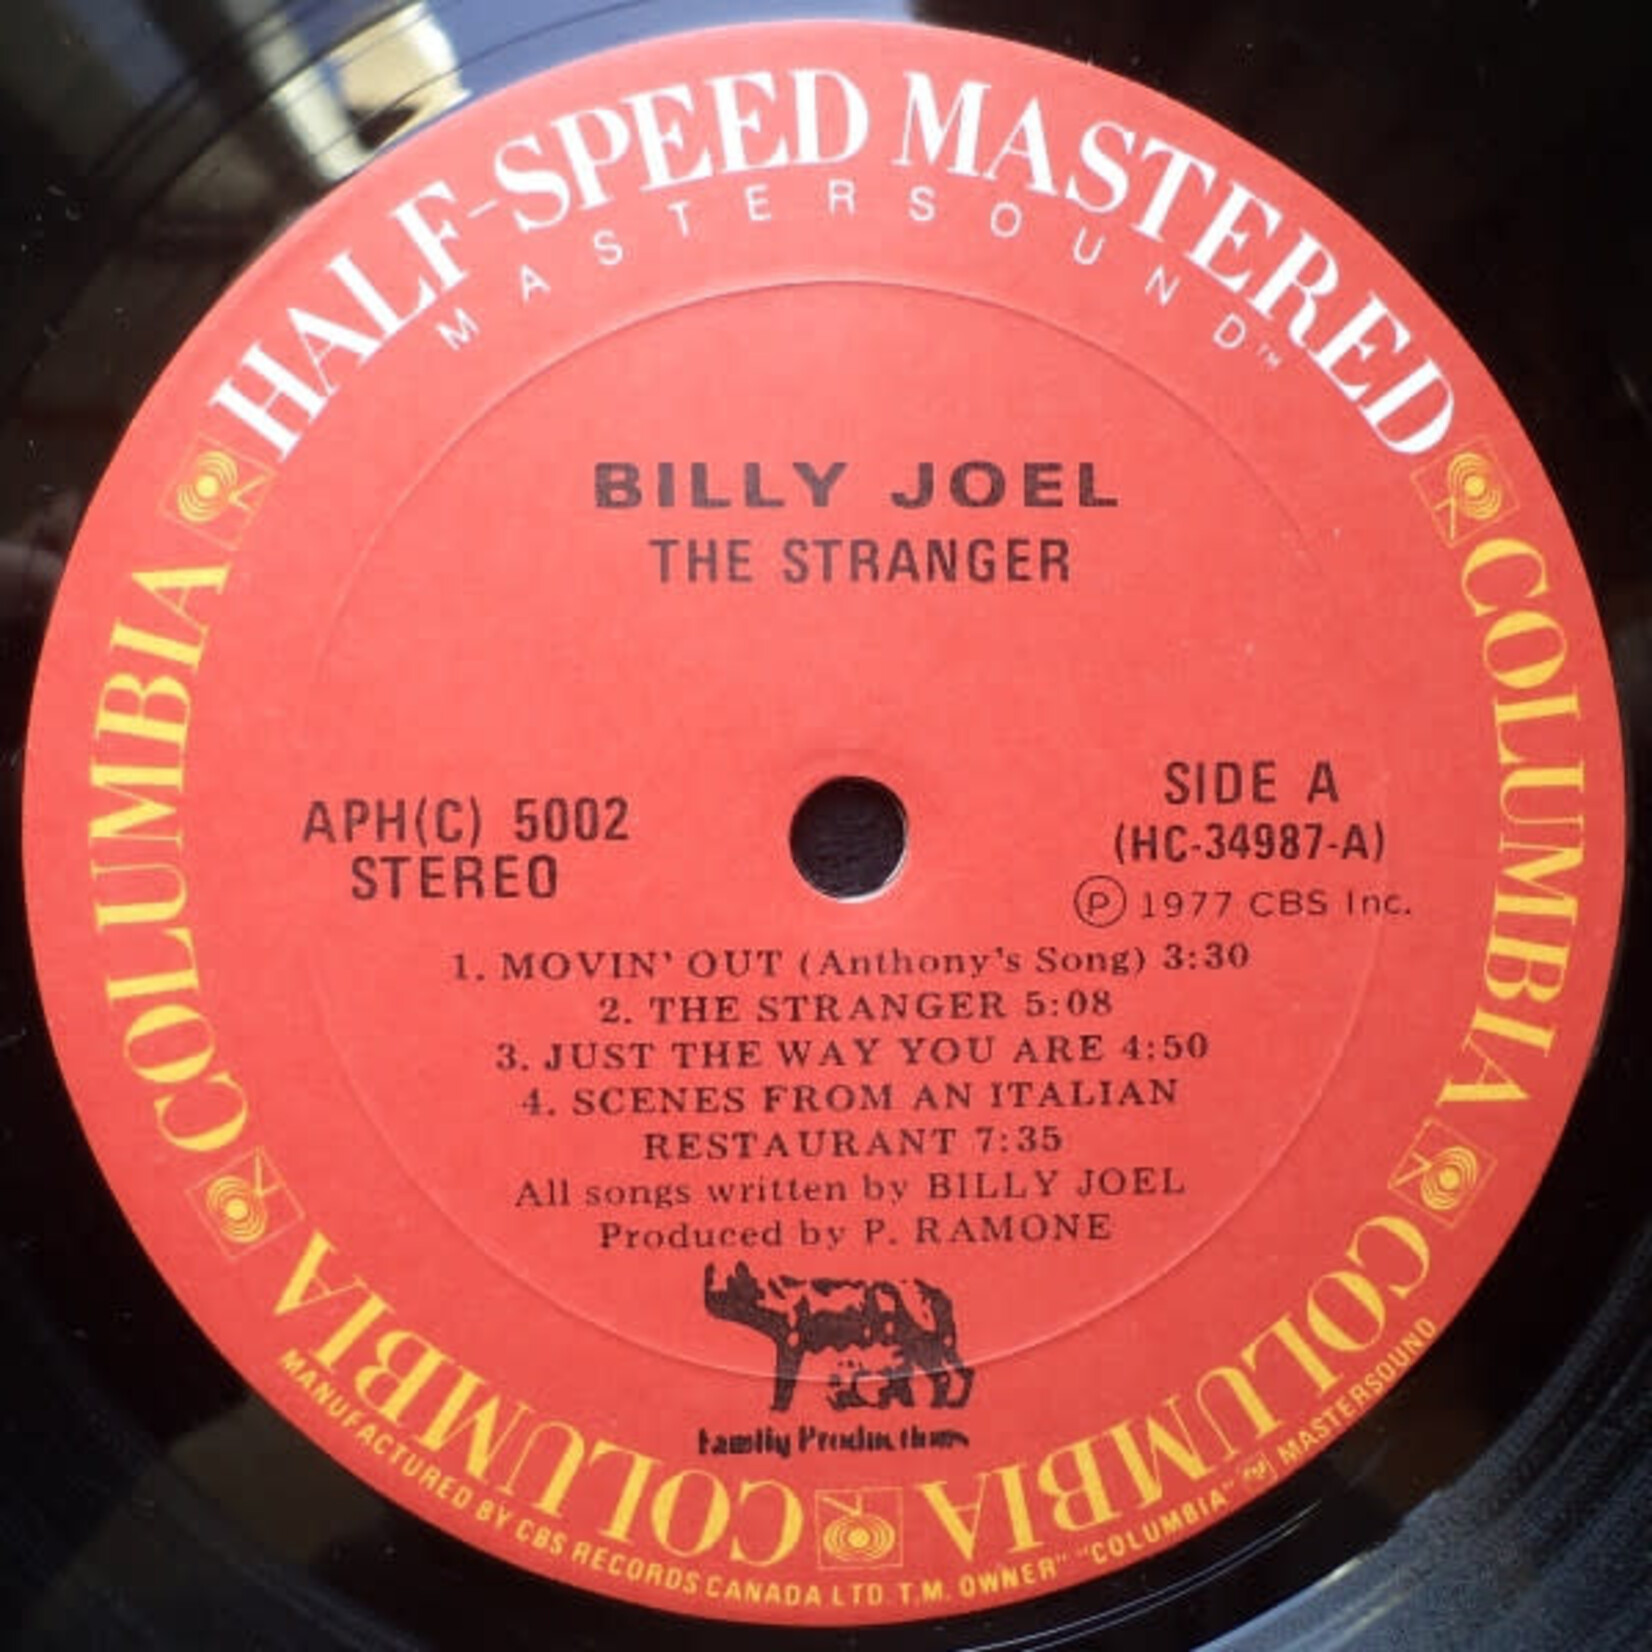 HALF-SPEED MASTERED
MASTERSOUND™
BILLY JOEL
THE STRANGER
APH(C) 5002
STEREO
SIDE A
(HC-34987-A)
Ⓟ 1977 CBS Inc.
1. MOVIN' OUT (Anthony's Song) 3:30
2. THE STRANGER 5:08
3. JUST THE WAY YOU ARE 4:50
4. SCENES FROM AN ITALIAN
RESTAURANT 7:35
All songs written by BILLY JOEL
Produced by P. RAMONE
Family Productions
COLUMBIA
COLUMBIA
COLUMBIA
COLUMBIA
MANUFACTURED BY CBS RECORDS CANADA LTD. T.M. OWNER" "COLUMBIA" MASTERSOUND